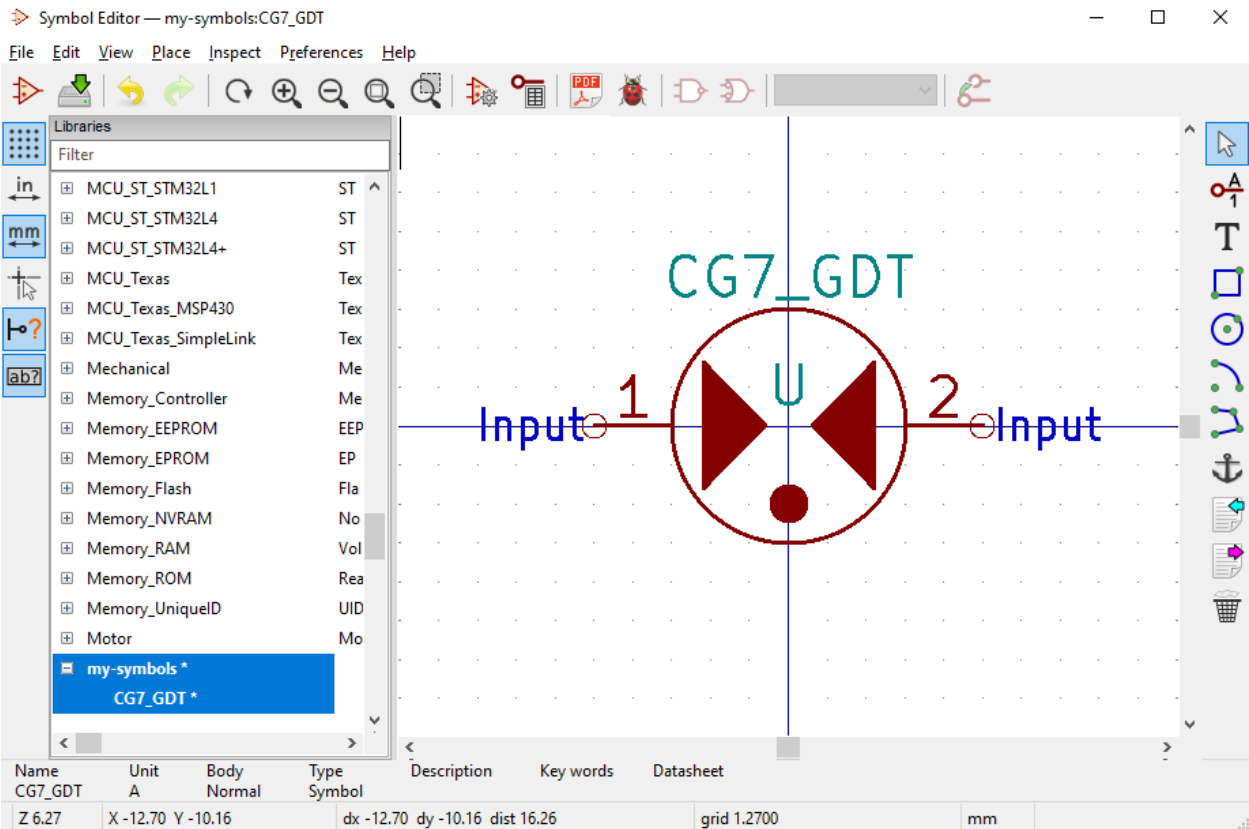 Symbol Editor — my-symbols:CG7_GDT
File Edit View Place Inspect Preferences Help
PDF
Libraries
Filter
in
mm
ab?
MCU_ST_STM32L1 ST
MCU_ST_STM32L4 ST
MCU_ST_STM32L4+ ST
MCU_Texas Tex
MCU_Texas_MSP430 Tex
MCU_Texas_SimpleLink Tex
Mechanical Me
Memory_Controller Me
Memory_EEPROM EEP
Memory_EPROM EP
Memory_Flash Fla
Memory_NVRAM No
Memory_RAM Vol
Memory_ROM Rea
Memory_UniqueID UID
Motor Mo
my-symbols *
CG7_GDT *
CG7_GDT
U
1 2
Input Input
A
1
T
Name Unit Body Type Description Key words Datasheet
CG7_GDT A Normal Symbol
Z 6.27 X -12.70 Y -10.16 dx -12.70 dy -10.16 dist 16.26 grid 1.2700 mm